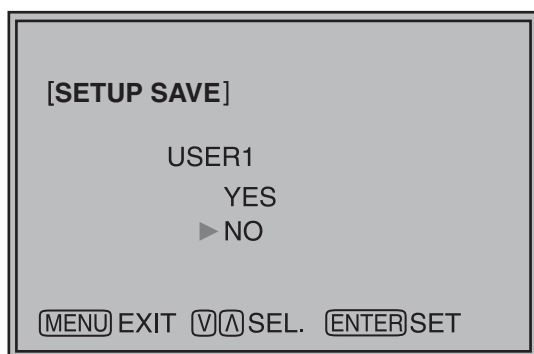 [SETUP SAVE]
USER1
YES
▶ NO
MENU EXIT V Λ SEL. ENTER SET